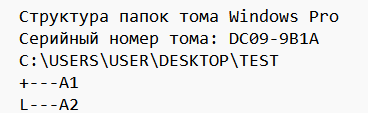 Структура папок тома Windows Pro
Серийный номер тома: DC09-9B1A
C:\USERS\USER\DESKTOP\TEST
+---A1
L---A2